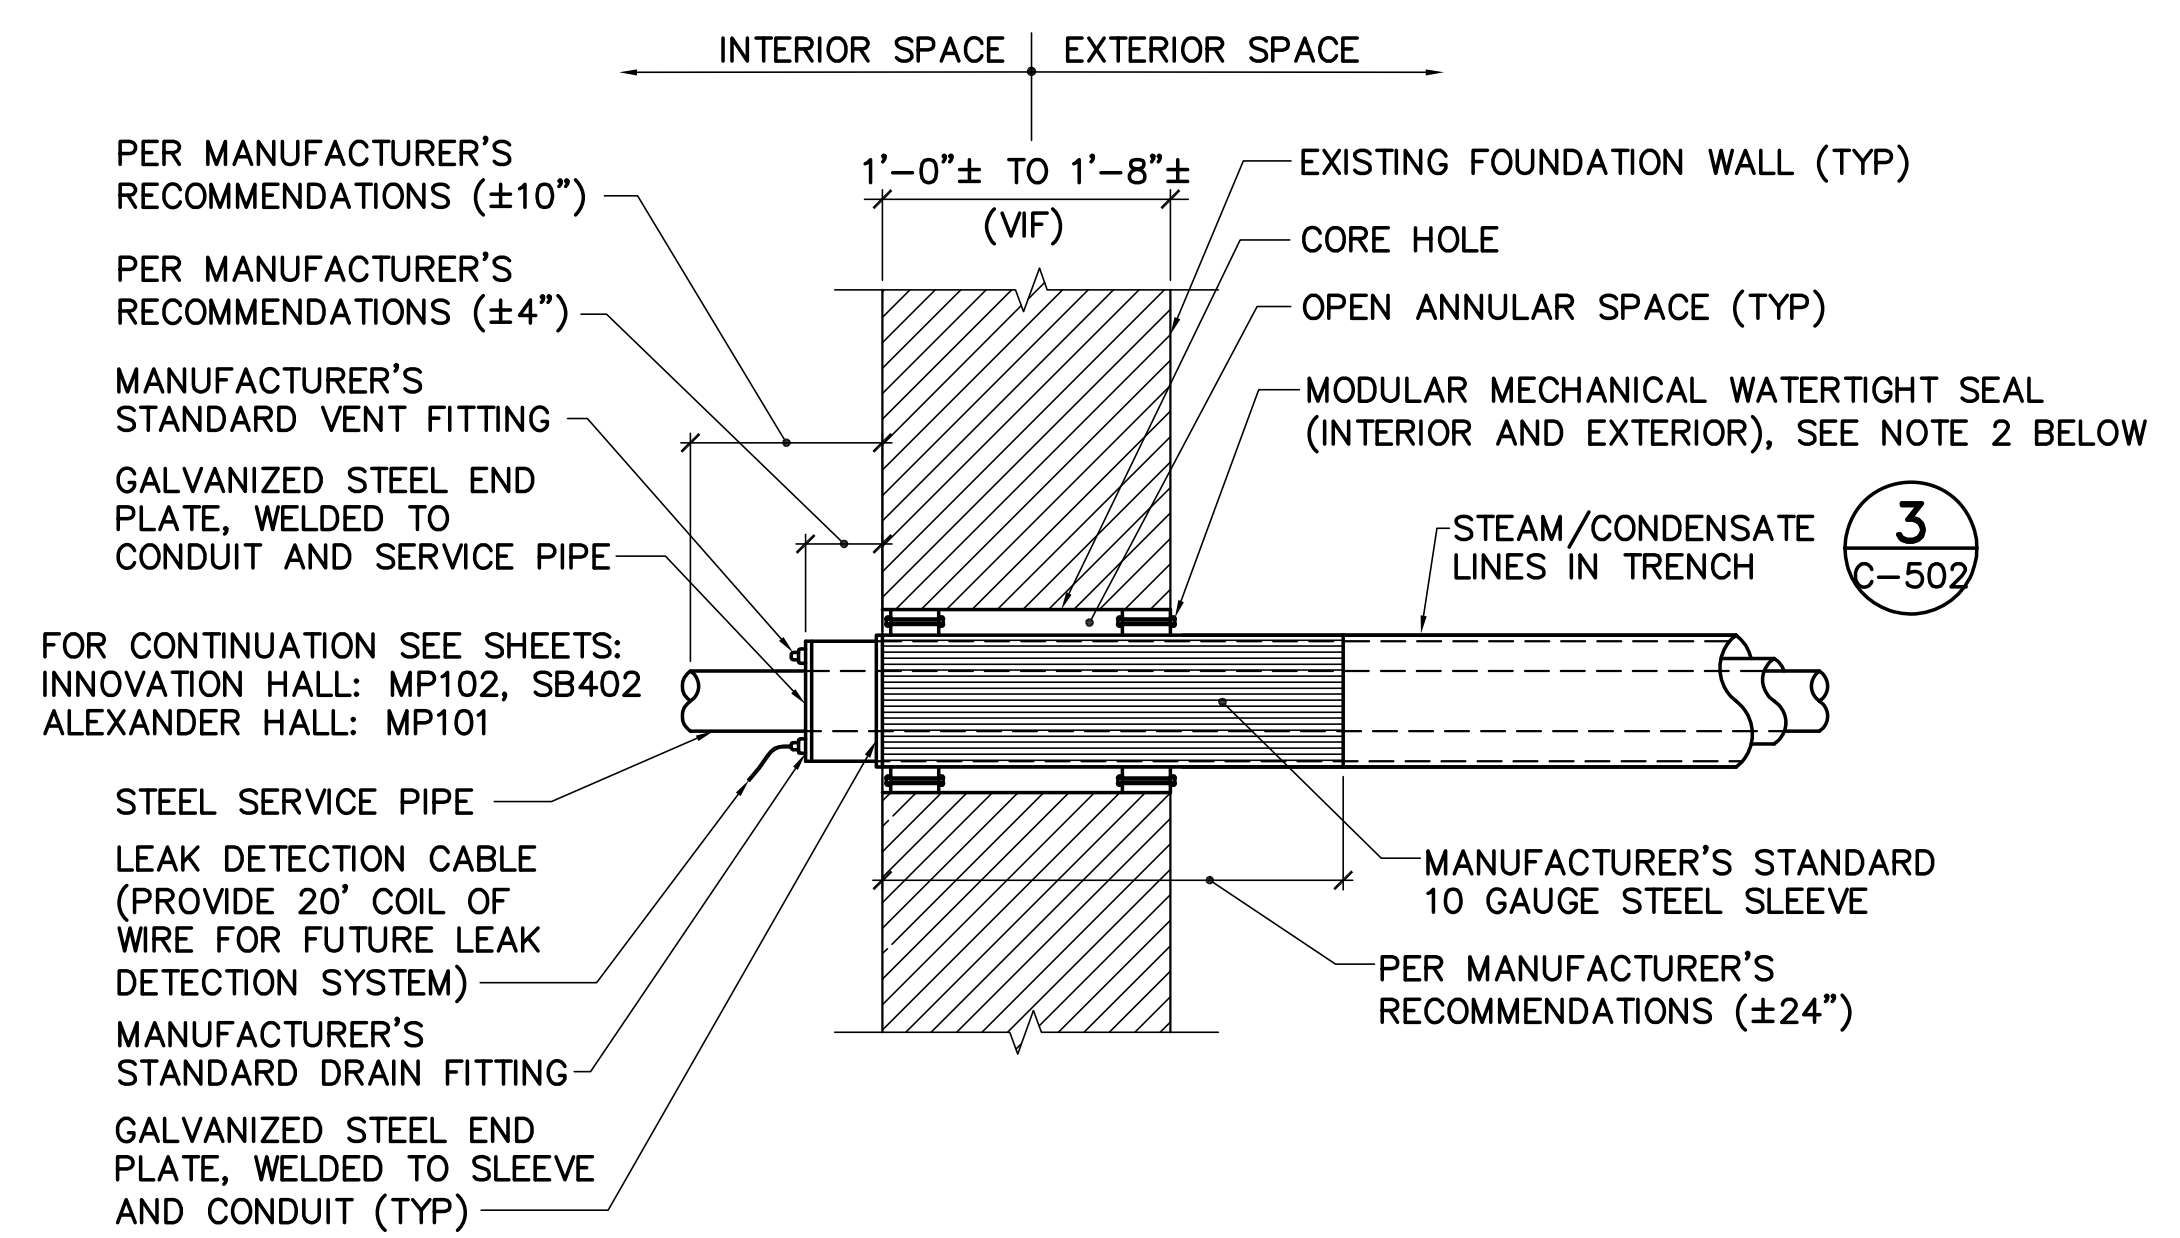 INTERIOR SPACE
EXTERIOR SPACE
PER MANUFACTURER'S
RECOMMENDATIONS (±10")
PER MANUFACTURER'S
RECOMMENDATIONS (±4")
MANUFACTURER'S
STANDARD VENT FITTING
GALVANIZED STEEL END
PLATE, WELDED TO
CONDUIT AND SERVICE PIPE
FOR CONTINUATION SEE SHEETS:
INNOVATION HALL: MP102, SB402
ALEXANDER HALL: MP101
STEEL SERVICE PIPE
LEAK DETECTION CABLE
(PROVIDE 20' COIL OF
WIRE FOR FUTURE LEAK
DETECTION SYSTEM)
MANUFACTURER'S
STANDARD DRAIN FITTING
GALVANIZED STEEL END
PLATE, WELDED TO SLEEVE
AND CONDUIT (TYP)
1'-0"± TO 1'-8"±
(VIF)
EXISTING FOUNDATION WALL (TYP)
CORE HOLE
OPEN ANNULAR SPACE (TYP)
MODULAR MECHANICAL WATERTIGHT SEAL
(INTERIOR AND EXTERIOR), SEE NOTE 2 BELOW
STEAM/CONDENSATE
LINES IN TRENCH
3
C-502
MANUFACTURER'S STANDARD
10 GAUGE STEEL SLEEVE
PER MANUFACTURER'S
RECOMMENDATIONS (±24")